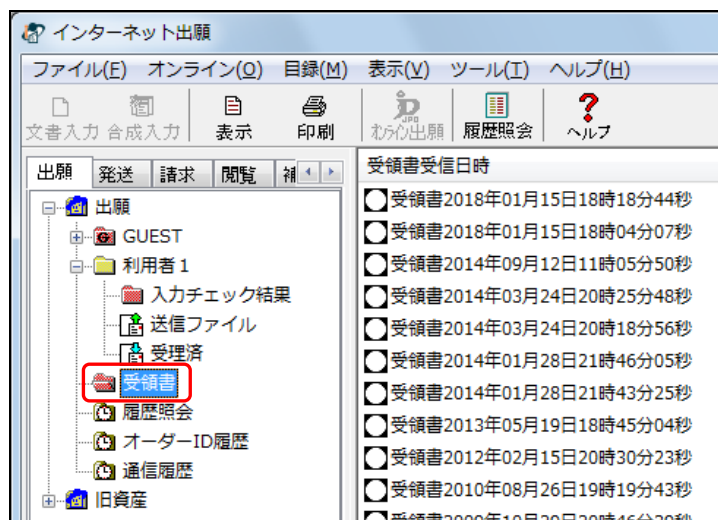 インターネット出願
ファイル(F) オンライン(O) 目録(M) 表示(V) ツール(T) ヘルプ(H)
文書入力 合成入力 表示 印刷 オンライン出願 履歴照会 ヘルプ
出願 発送 請求 閲覧 補
出願
GUEST
利用者1
入力チェック結果
送信ファイル
受理済
受領書
履歴照会
オーダーID履歴
通信履歴
旧資産
受領書受信日時
受領書2018年01月15日18時18分44秒
受領書2018年01月15日18時04分07秒
受領書2014年09月12日11時05分50秒
受領書2014年03月24日20時25分48秒
受領書2014年03月24日20時18分56秒
受領書2014年01月28日21時46分05秒
受領書2014年01月28日21時43分25秒
受領書2013年05月19日18時45分04秒
受領書2012年02月15日20時30分23秒
受領書2010年08月26日19時19分43秒